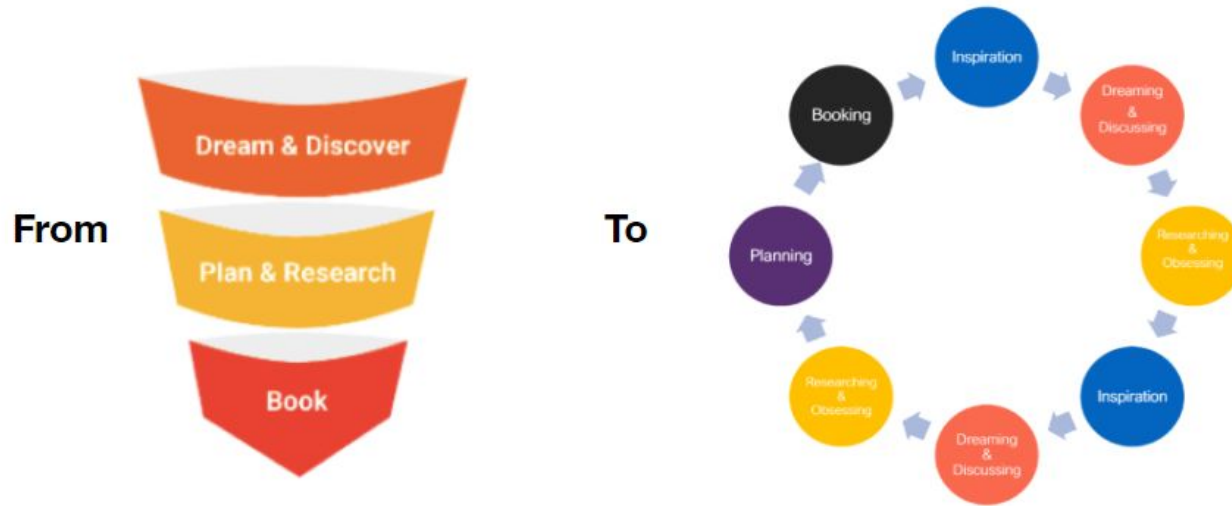 From
Dream & Discover
Plan & Research
Book
To
Inspiration
Dreaming
&
Discussing
Researching
&
Obsessing
Inspiration
Dreaming
&
Discussing
Researching
&
Obsessing
Planning
Booking